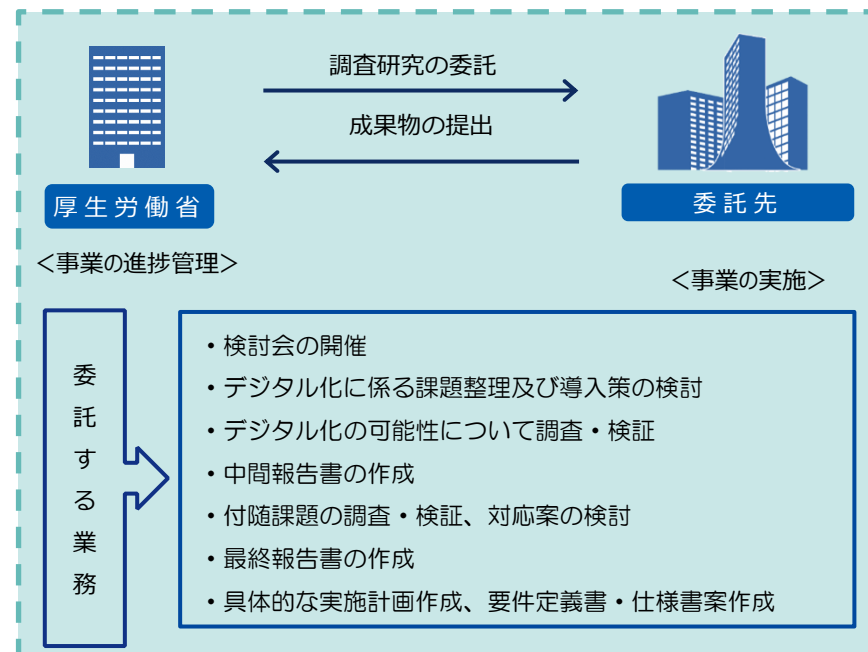 調査研究の委託
成果物の提出
厚生労働省
委託先
＜事業の進捗管理＞
＜事業の実施＞
委託する業務
・検討会の開催
・デジタル化に係る課題整理及び導入策の検討
・デジタル化の可能性について調査・検証
・中間報告書の作成
・付随課題の調査・検証、対応案の検討
・最終報告書の作成
・具体的な実施計画作成、要件定義書・仕様書案作成